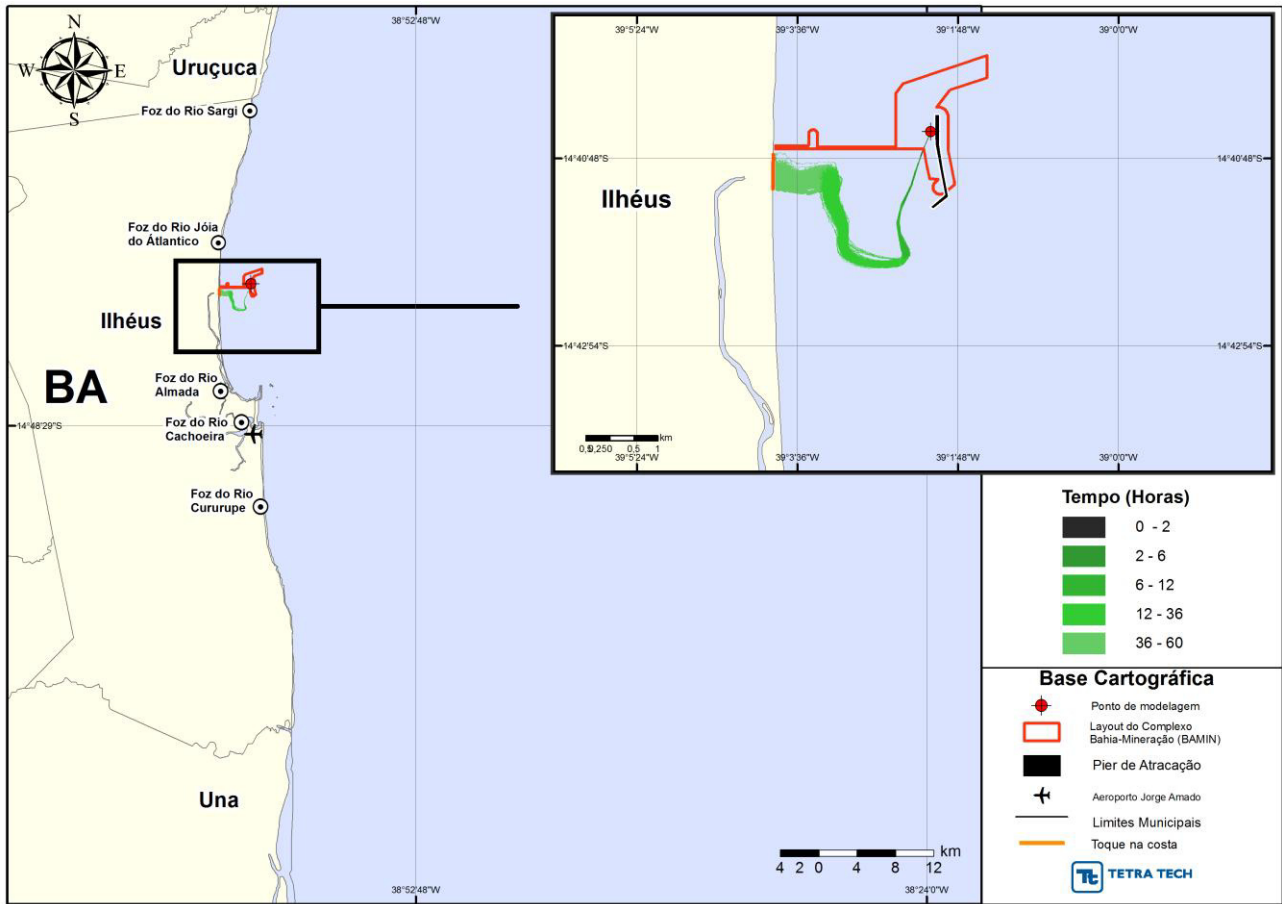 38°52'48"W
N
W
E
S
Uruçuca
Foz do Rio Sargi
Foz do Rio Jóia
do Átlantico
Ilhéus
BA
Foz do Rio
Almada
Foz do Rio
Cachoeira
14°48'29"S
Foz do Rio
Cururupe
Una
4 2 0 4 8 12 km
38°52'48"W
38°24'0"W
39°5'24"W
39°3'36"W
39°1'48"W
39°0'0"W
14°40'48"S
14°40'48"S
Ilhéus
14°42'54"S
14°42'54"S
km
0.5 1
39°5'24"W
39°3'36"W
39°1'48"W
39°0'0"W
Tempo (Horas)
0 - 2
2 - 6
6 - 12
12 - 36
36 - 60
Base Cartográfica
Ponto de modelagem
Layout do Complexo
Bahia-Mineração (BAMIN)
Pier de Atracação
Aeroporto Jorge Amado
Limites Municipais
Toque na costa
Tt TETRA TECH